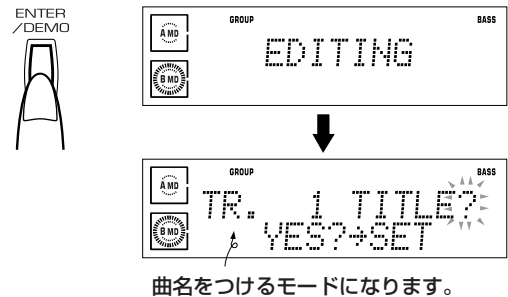 ENTER
/DEMO
A MD
GROUP
BASS
EDITING
B MD
A MD
GROUP
BASS
TR. 1 TITLE?
B MD
YES?→SET
曲名をつけるモードになります。